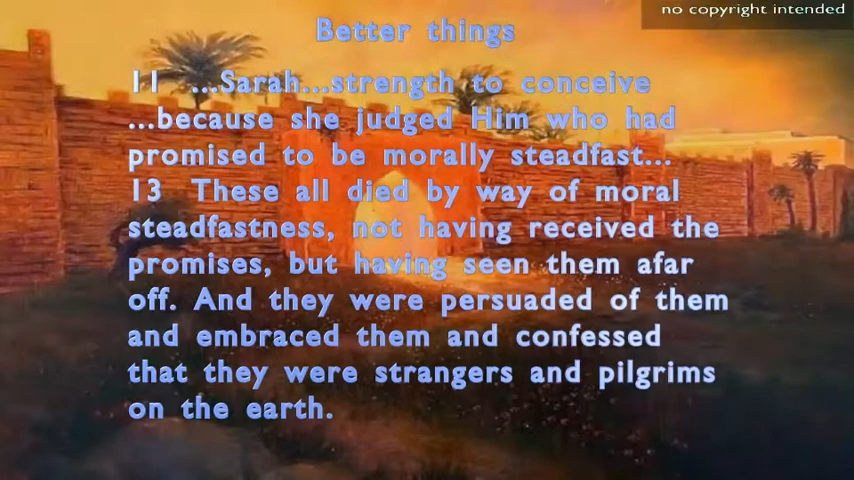 no copyright intended
Better things
11 ...Sarah...strength to conceive
...because she judged Him who had
promised to be morally steadfast...
13 These all died by way of moral
steadfastness, not having received the
promises, but having seen them afar
off. And they were persuaded of them
and embraced them and confessed
that they were strangers and pilgrims
on the earth.